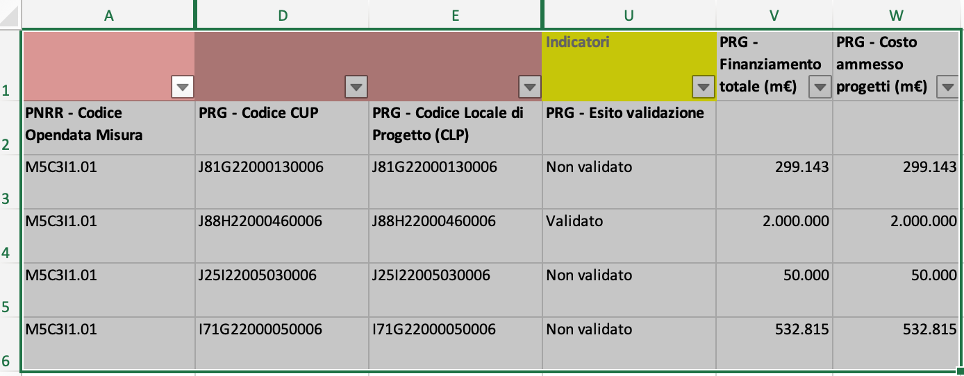 A D E U V W
1 Indicatori PRG - Finanziamento totale (m€) PRG - Costo ammesso progetti (m€)
2 PNRR - Codice Opendata Misura PRG - Codice CUP PRG - Codice Locale di Progetto (CLP) PRG - Esito validazione
3 M5C3I1.01 J81G22000130006 J81G22000130006 Non validato 299.143 299.143
4 M5C3I1.01 J88H22000460006 J88H22000460006 Validato 2.000.000 2.000.000
5 M5C3I1.01 J25I22005030006 J25I22005030006 Non validato 50.000 50.000
6 M5C3I1.01 I71G22000050006 I71G22000050006 Non validato 532.815 532.815